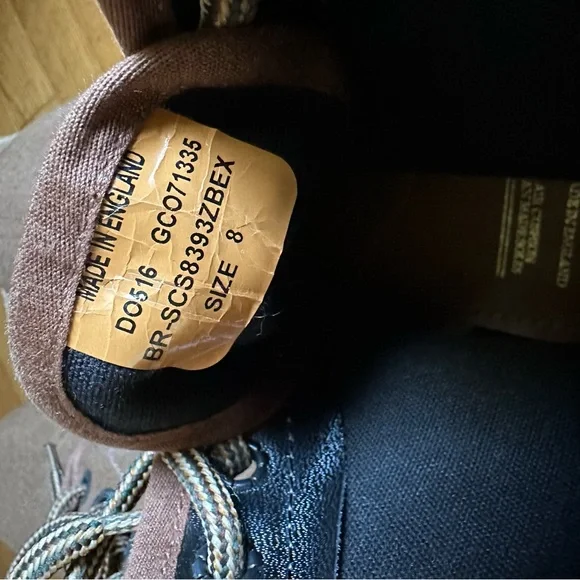 MADE IN ENGLAND
DO516 GCO71335
BR-SCS8393ZBEX
SIZE 8